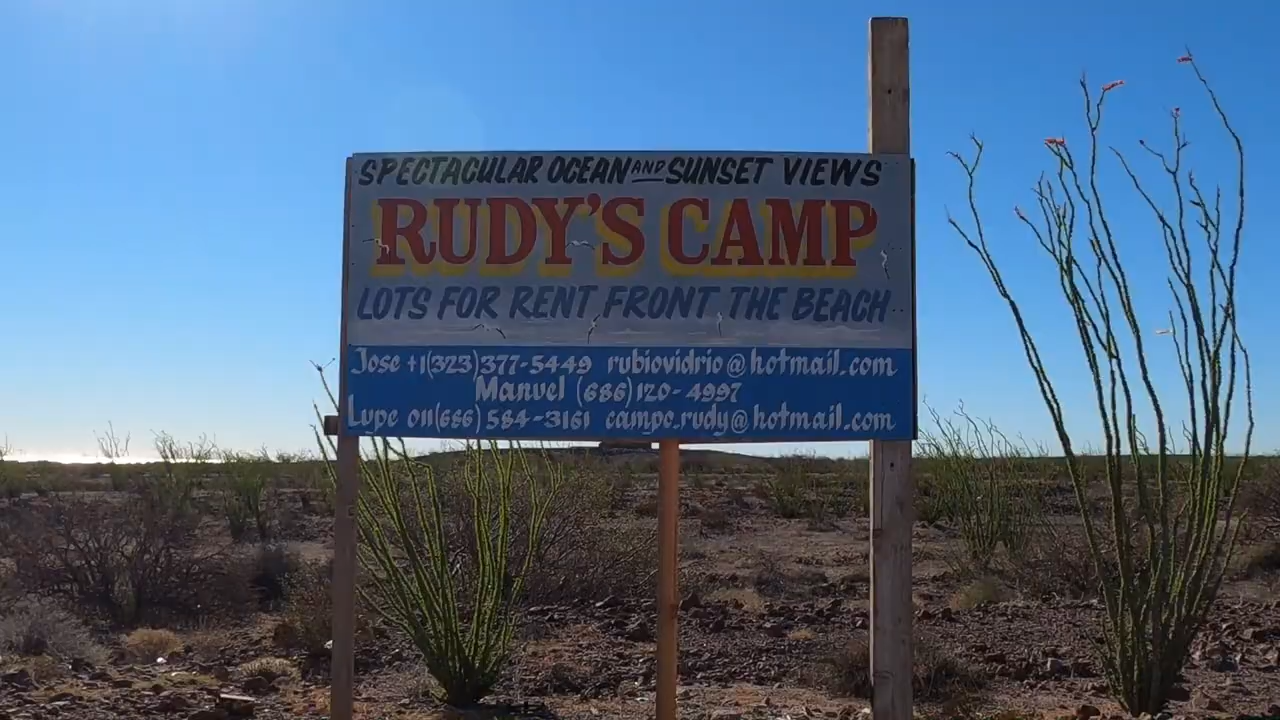 SPECTACULAR OCEAN AND SUNSET VIEWS
RUDY'S CAMP
LOTS FOR RENT FRONT THE BEACH
Jose +1(323)377-5449 rubiovidrio@hotmail.com
Manuel (686)120-4997
Lupe 011(686)584-3161 campo.rudy@hotmail.com